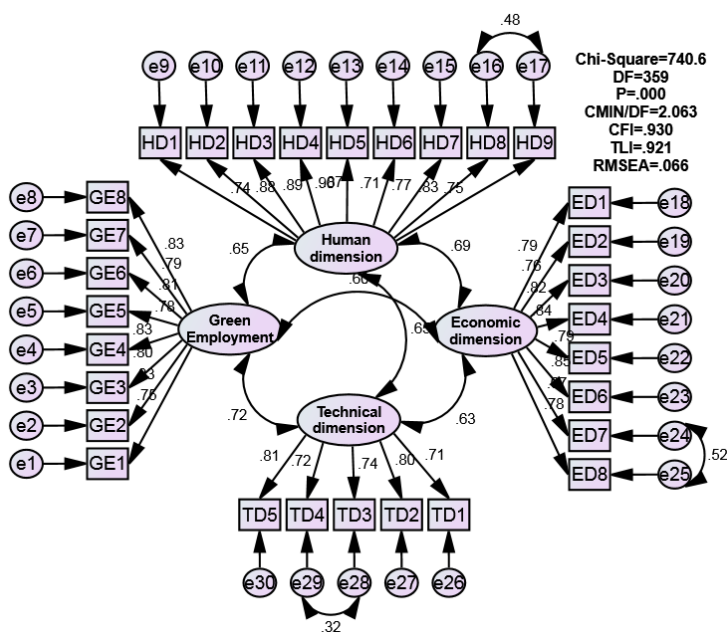 .48
e9 e10 e11 e12 e13 e14 e15 e16 e17
Chi-Square=740.6
DF=359
P=.000
CMIN/DF=2.063
CFI=.930
TLI=.921
RMSEA=.066
HD1 HD2 HD3 HD4 HD5 HD6 HD7 HD8 HD9
.74 .88 .89 .71 .77 .83 .75
e8 GE8
e7 GE7
e6 GE6
e5 GE5
e4 GE4
e3 GE3
e2 GE2
e1 GE1
.83
.79
.81
.78
.83
.80
.75
Human
dimension
.65
.69
.66
Green
Employment
Economic
dimension
.72
.63
Technical
dimension
ED1 e18
ED2 e19
ED3 e20
ED4 e21
ED5 e22
ED6 e23
ED7 e24
ED8 e25
.79
.76
.82
.84
.79
.85
.78
.52
.81 .72 .74 .80 .71
TD5 TD4 TD3 TD2 TD1
e30 e29 e28 e27 e26
.32